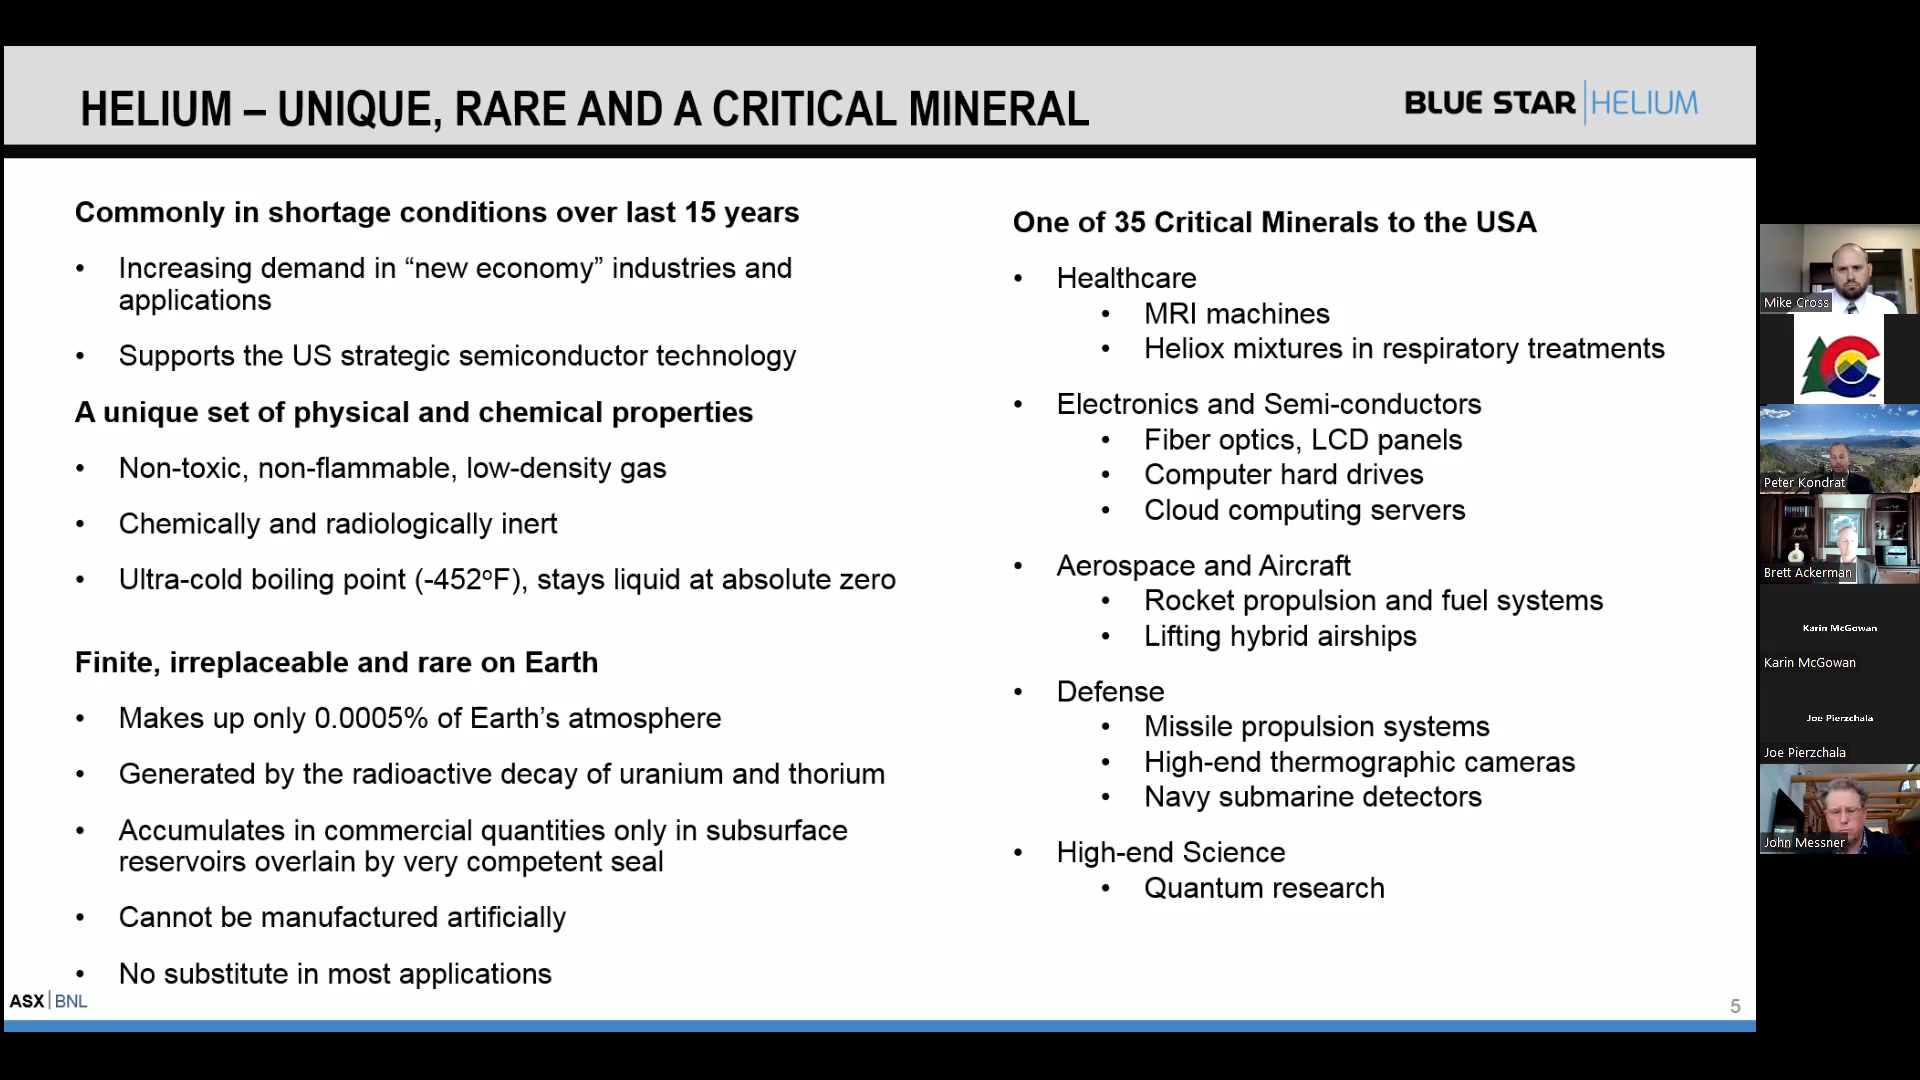 HELIUM – UNIQUE, RARE AND A CRITICAL MINERAL
BLUE STAR HELIUM
Commonly in shortage conditions over last 15 years
• Increasing demand in “new economy” industries and
applications
• Supports the US strategic semiconductor technology
A unique set of physical and chemical properties
• Non-toxic, non-flammable, low-density gas
• Chemically and radiologically inert
• Ultra-cold boiling point (-452ºF), stays liquid at absolute zero
Finite, irreplaceable and rare on Earth
• Makes up only 0.0005% of Earth’s atmosphere
• Generated by the radioactive decay of uranium and thorium
• Accumulates in commercial quantities only in subsurface
reservoirs overlain by very competent seal
• Cannot be manufactured artificially
• No substitute in most applications
One of 35 Critical Minerals to the USA
• Healthcare
• MRI machines
• Heliox mixtures in respiratory treatments
• Electronics and Semi-conductors
• Fiber optics, LCD panels
• Computer hard drives
• Cloud computing servers
• Aerospace and Aircraft
• Rocket propulsion and fuel systems
• Lifting hybrid airships
• Defense
• Missile propulsion systems
• High-end thermographic cameras
• Navy submarine detectors
• High-end Science
• Quantum research
ASX BNL
5
Mike Cross
Peter Kondrat
Brett Ackerman
Karin McGowan
Karin McGowan
Joe Pierzchala
Joe Pierzchala
John Messner